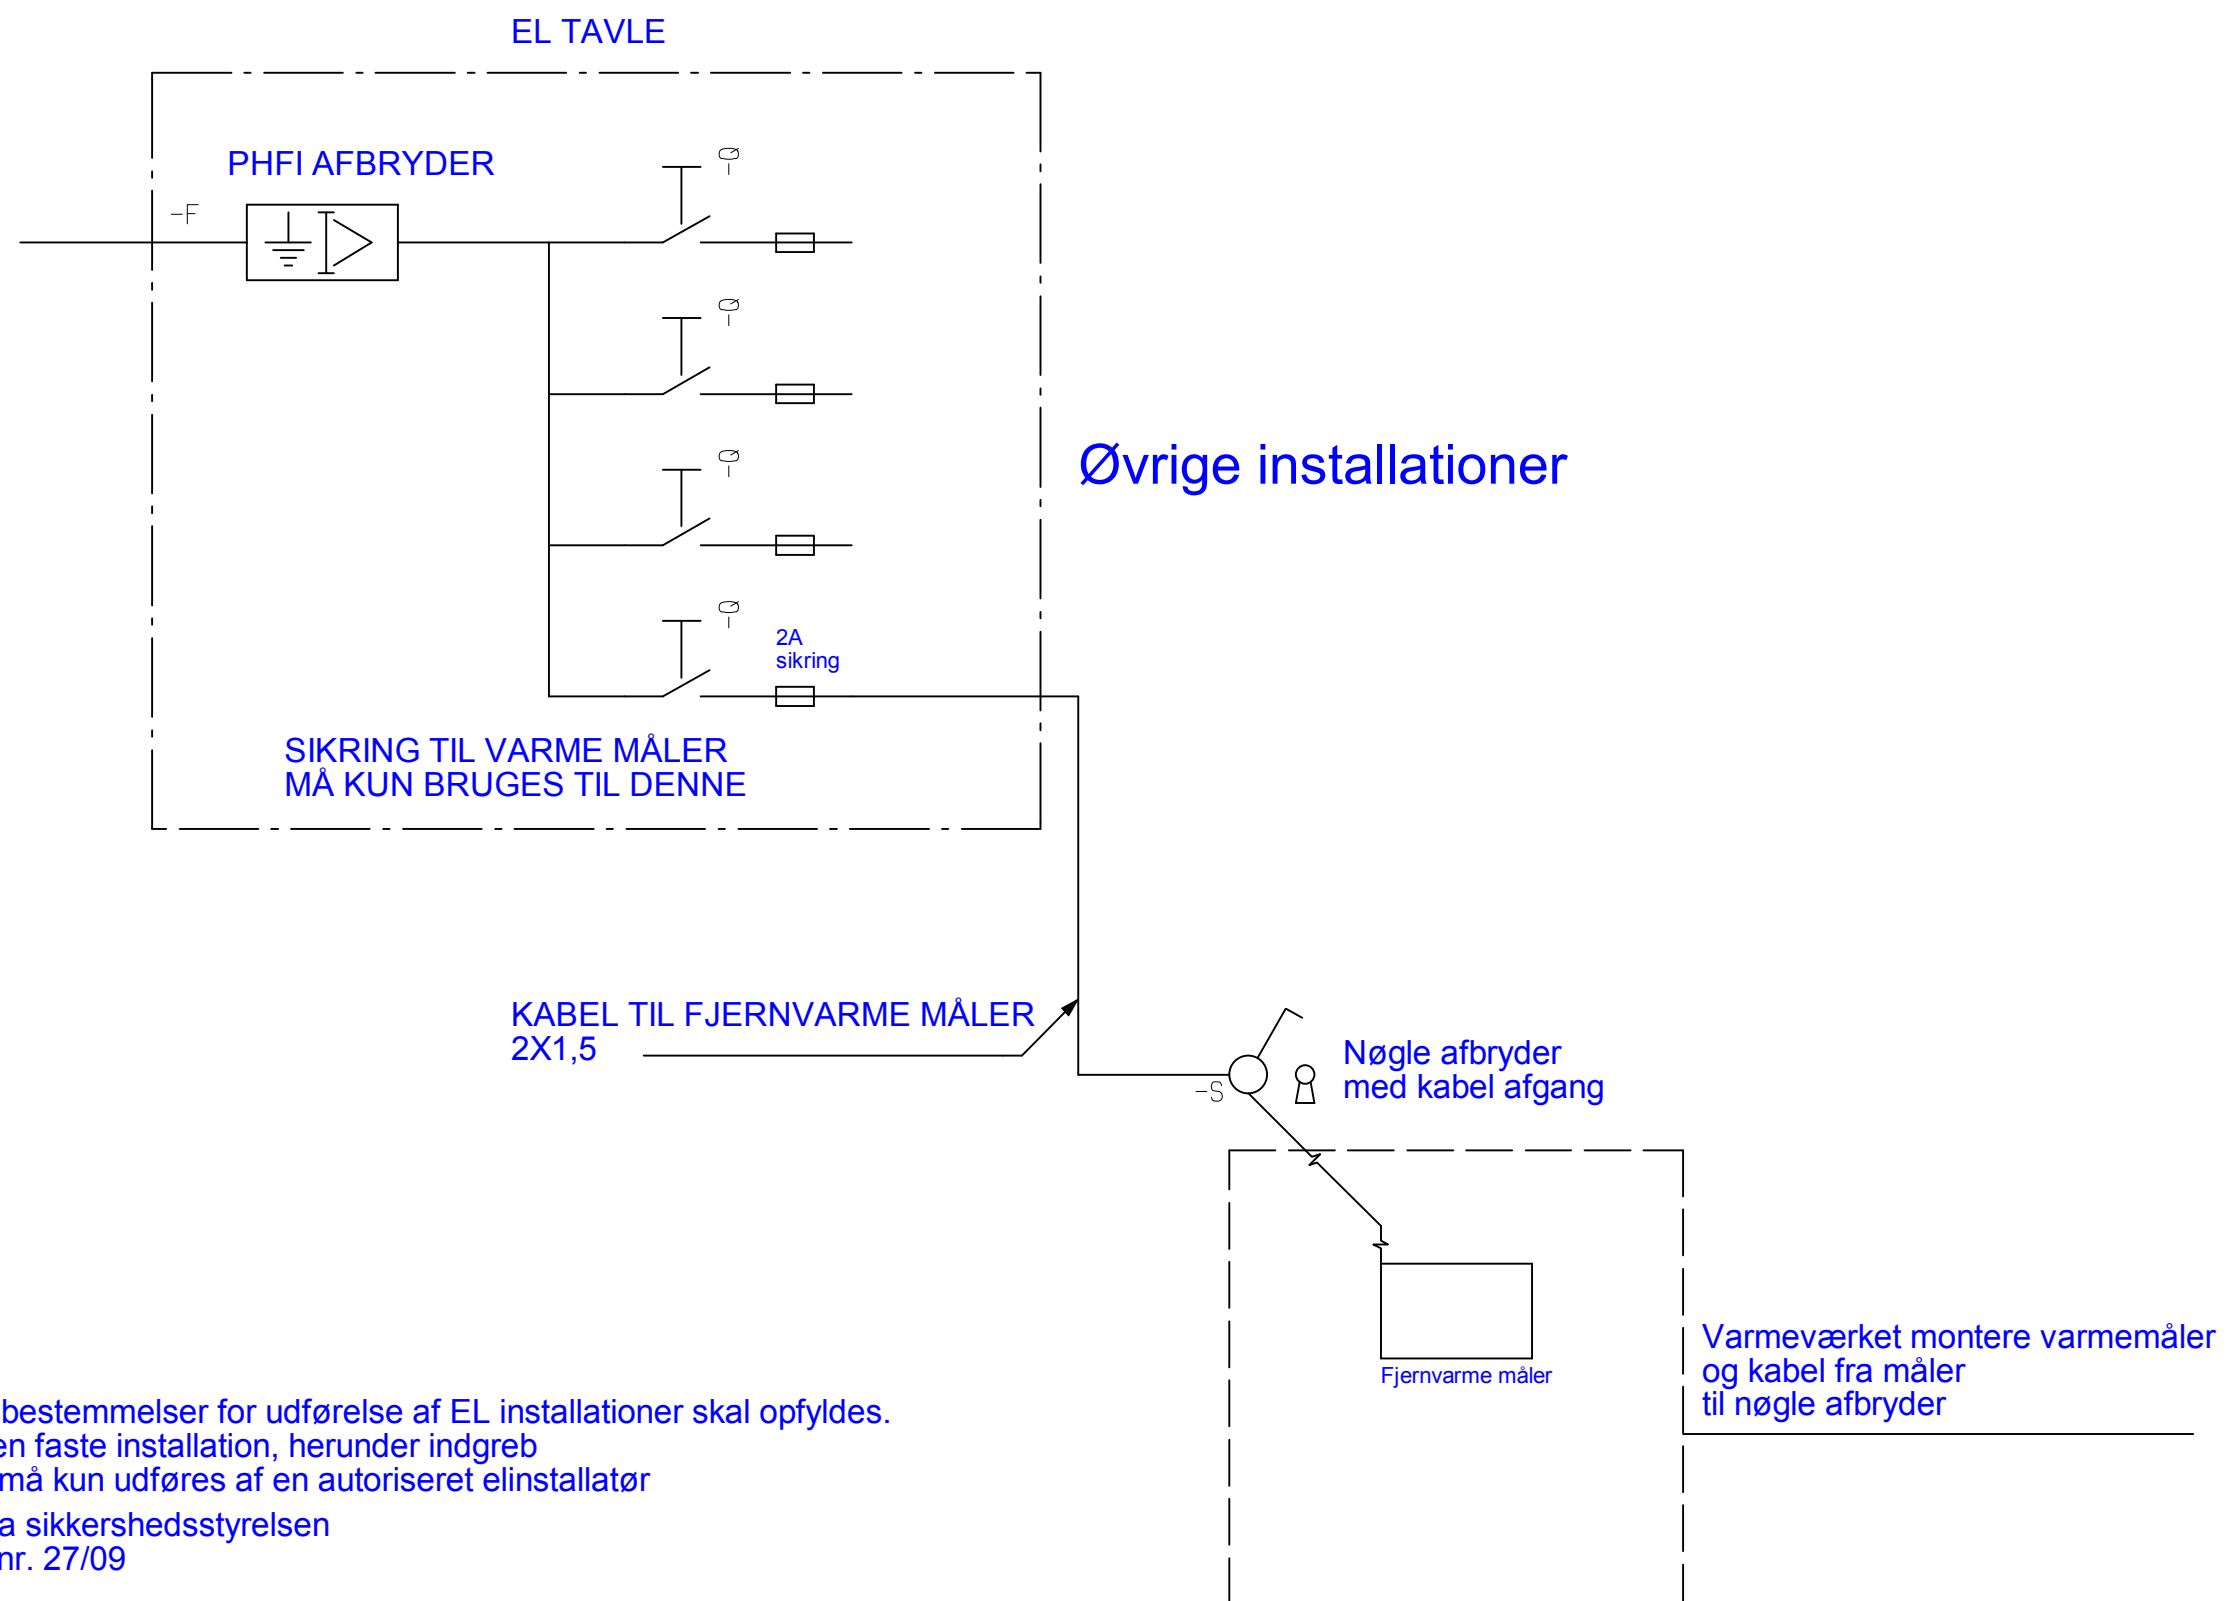 EL TAVLE
PHFI AFBRYDER
-F
-Q
-Q
Øvrige installationer
-Q
-Q
2A
sikring
SIKRING TIL VARME MÅLER
MÅ KUN BRUGES TIL DENNE
KABEL TIL FJERNVARME MÅLER
2X1,5
Nøgle afbryder
med kabel afgang
-S
Varmeværket montere varmemåler
og kabel fra måler
til nøgle afbryder
Fjernvarme måler
bestemmelser for udførelse af EL installationer skal opfyldes.
faste installation, herunder indgreb
må kun udføres af en autoriseret elinstallatør
sikkershedsstyrelsen
nr. 27/09